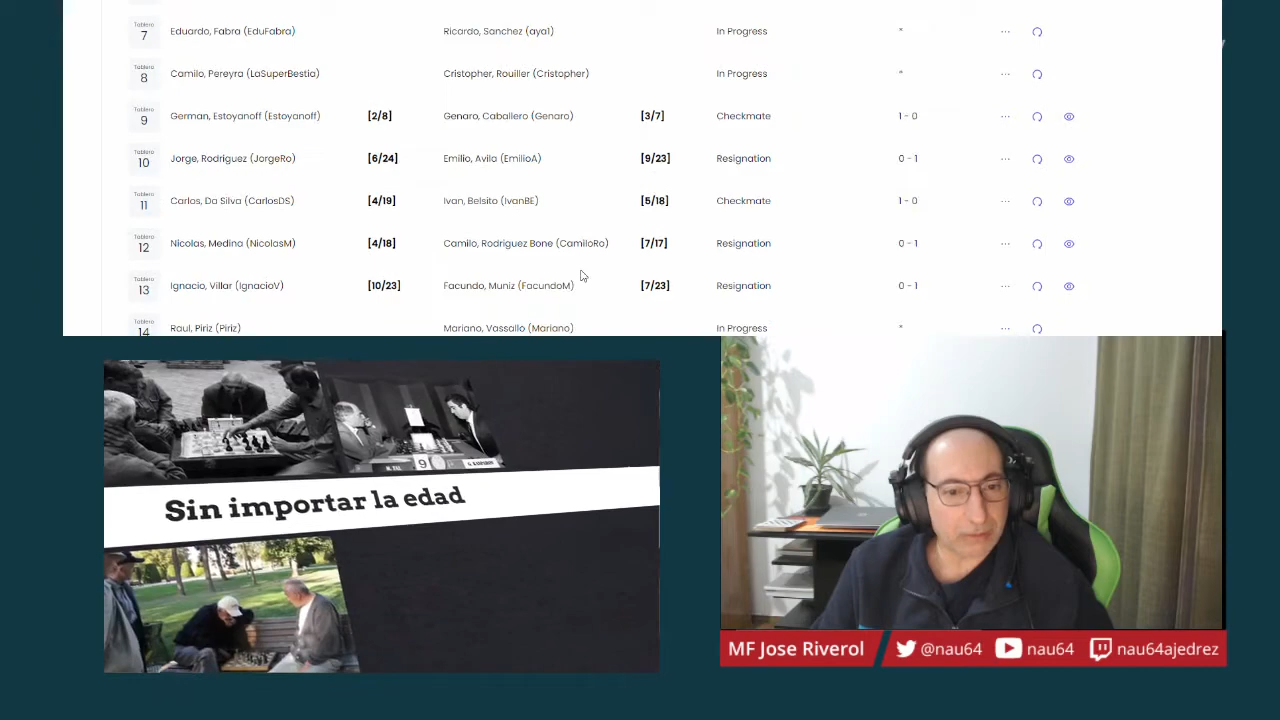 Tablero
7 Eduardo, Fabra (EduFabra) Ricardo, Sanchez (aya1) In Progress * ...
Tablero
8 Camilo, Pereyra (LaSuperBestia) Cristopher, Rouiller (Cristopher) In Progress * ...
Tablero
9 German, Estoyanoff (Estoyanoff) [2/8] Genaro, Caballero (Genaro) [3/7] Checkmate 1 - 0 ...
Tablero
10 Jorge, Rodriguez (JorgeRo) [6/24] Emilio, Avila (EmilioA) [9/23] Resignation 0 - 1 ...
Tablero
11 Carlos, Da Silva (CarlosDS) [4/19] Ivan, Belsito (IvanBE) [5/18] Checkmate 1 - 0 ...
Tablero
12 Nicolas, Medina (NicolasM) [4/18] Camilo, Rodriguez Bone (CamiloRo) [7/17] Resignation 0 - 1 ...
Tablero
13 Ignacio, Villar (IgnacioV) [10/23] Facundo, Muniz (FacundoM) [7/23] Resignation 0 - 1 ...
Tablero
14 Raul, Piriz (Piriz) Mariano, Vassallo (Mariano) In Progress * ...
9
Sin importar la edad
MF Jose Riverol @nau64 nau64 nau64ajedrez